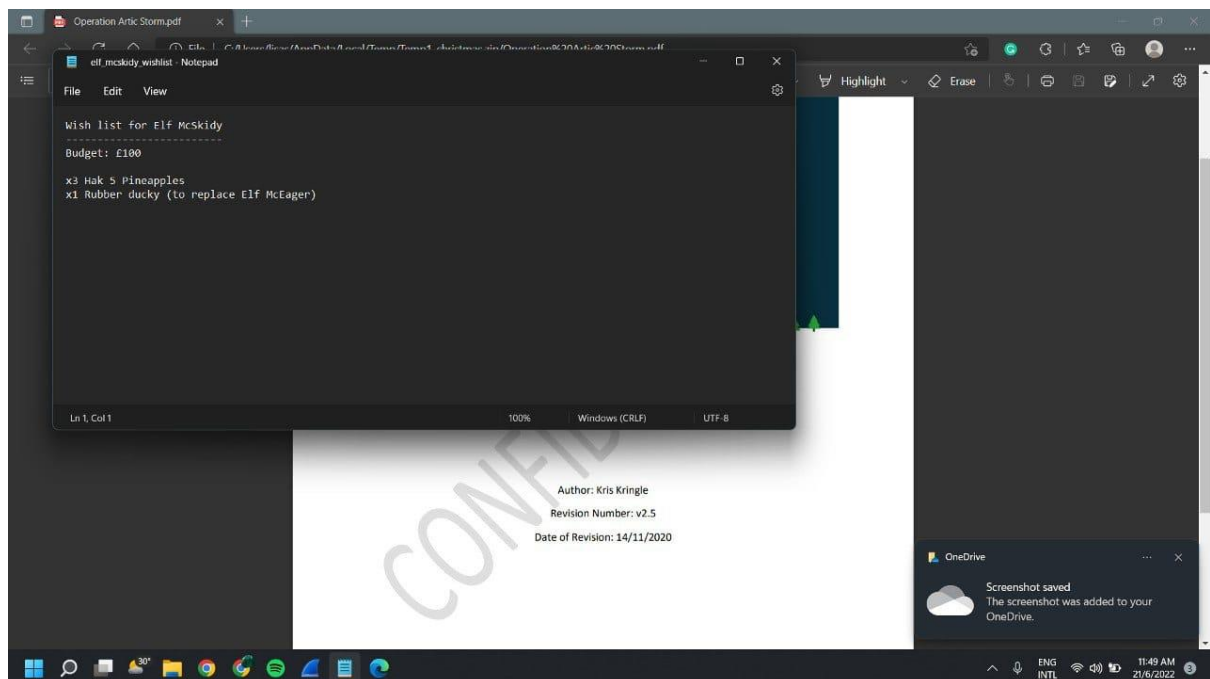 Operation Artic Storm.pdf
elf_mcskidy_wishlist - Notepad
File Edit View
Highlight
Erase
Wish list for Elf McSkidy
-------------------------
Budget: £100
x3 Hak 5 Pineapples
x1 Rubber ducky (to replace Elf McEager)
Ln 1, Col 1
100%
Windows (CRLF)
UTF-8
Author: Kris Kringle
Revision Number: v2.5
Date of Revision: 14/11/2020
OneDrive
Screenshot saved
The screenshot was added to your
OneDrive.
30°
ENG
INTL
11:49 AM
21/6/2022
3